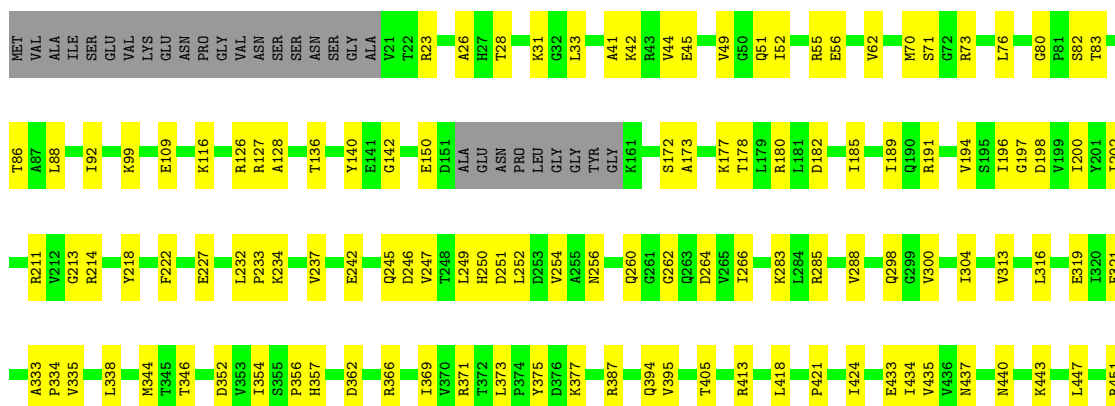 MET VAL ALA ILE SER GLU VAL LYS GLU ASN PRO GLY VAL ASN SER SER ASN SER GLY ALA V21 T22 R23 A26 H27 T28 K31 G32 L33 A41 K42 R43 V44 E45 V49 G50 Q51 I52 R55 E56 V62 M70 S71 G72 R73 L76 G80 P81 S82 T83
T86 A87 L88 I92 K99 E109 K116 R126 R127 A128 T136 Y140 E141 G142 E150 D151 ALA GLU ASN PRO LEU GLY GLY TYR GLY K161 S172 A173 K177 T178 L179 R180 L181 D182 I185 I189 Q190 R191 V194 S195 I196 G197 D198 V199 I200 Y201
R211 V212 G213 R214 Y218 F222 E227 L232 P233 K234 V237 E242 Q245 D246 V247 T248 L249 H250 D251 L252 D253 V254 A255 N256 Q260 G261 G262 Q263 D264 V265 I266 K283 L284 R285 V288 Q298 G299 V300 I304 V313 L316 E319 I320
A333 P334 V335 L338 M344 T345 T346 D352 V353 I354 S355 P356 H357 D362 R366 I369 V370 R371 T372 L373 P374 Y375 D376 K377 R387 Q394 V395 T405 R413 L418 P421 I424 E433 I434 V435 V436 N437 N440 K443 L447